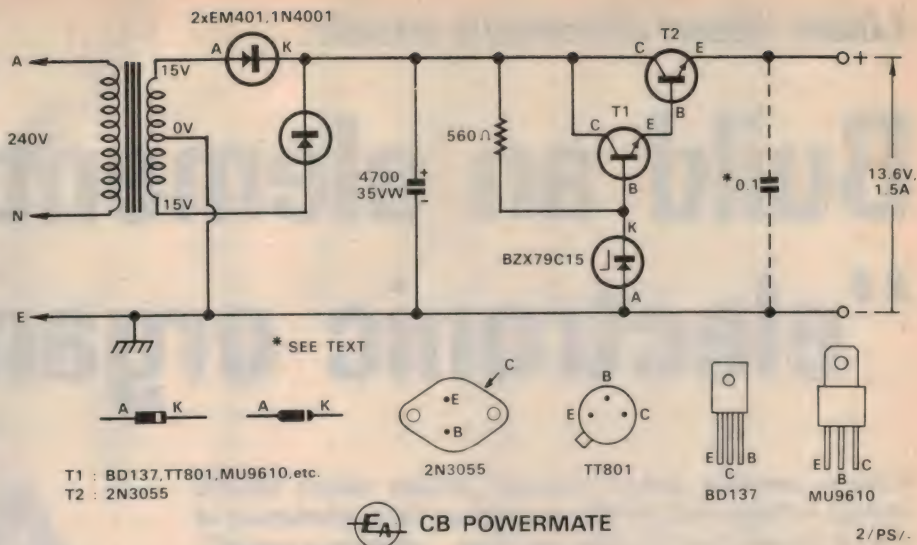 2xEM401,1N4001
A
K
T2
C
E
B
A
15V
240V
0V
15V
N
E
4700
35VW
+
-
560Ω
T1
C
E
B
K
BZX79C15
A
* 0.1
+
13.6V,
1.5A
-
* SEE TEXT
A K
A K
C
E
B
2N3055
B
E C
TT801
E B
C
BD137
E C
B
MU9610
T1 : BD137,TT801,MU9610,etc.
T2 : 2N3055
EA CB POWERMATE
2/PS/-